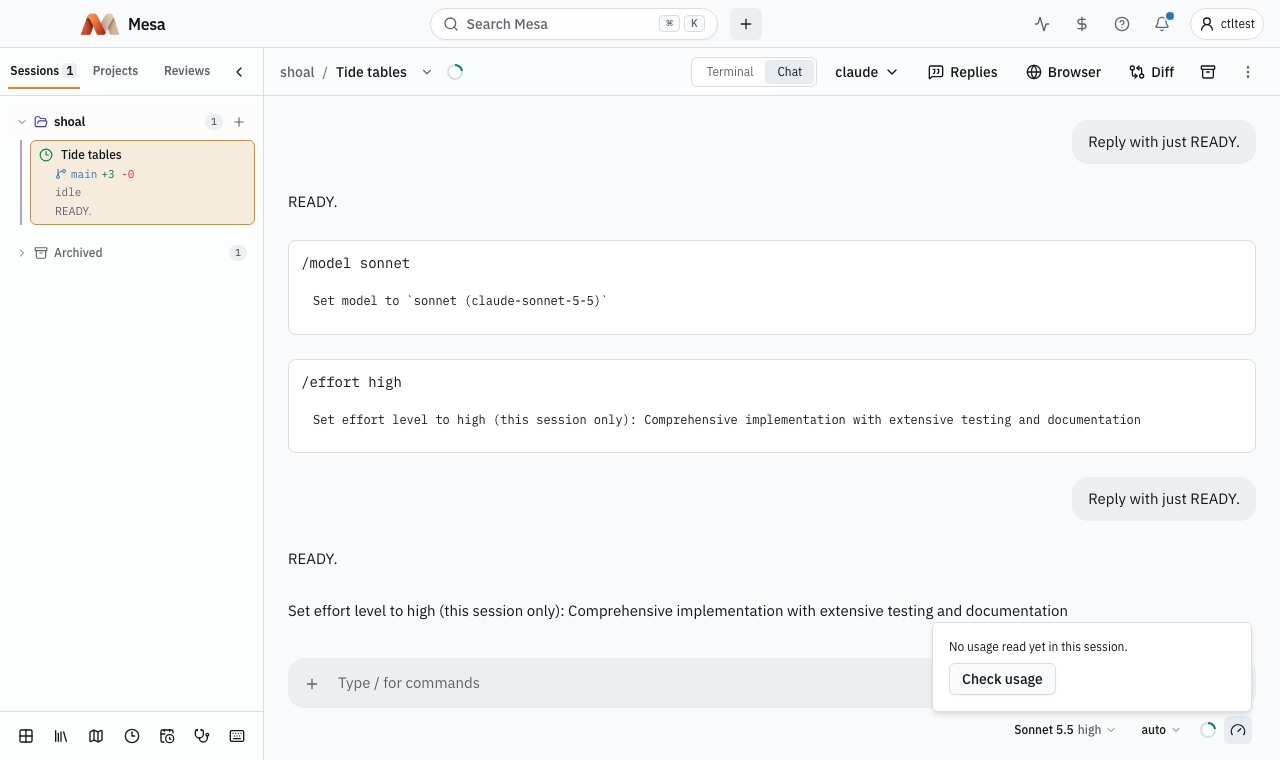 Mesa
Search Mesa
⌘ K
ctltest
Sessions 1
Projects
Reviews
shoal / Tide tables
Terminal
Chat
claude
Replies
Browser
Diff
shoal
1
Tide tables
main +3 -0
idle
READY.
Archived
1
Reply with just READY.
READY.
/model sonnet
Set model to `sonnet (claude-sonnet-5-5)`
/effort high
Set effort level to high (this session only): Comprehensive implementation with extensive testing and documentation
Reply with just READY.
READY.
Set effort level to high (this session only): Comprehensive implementation with extensive testing and documentation
No usage read yet in this session.
Check usage
Type / for commands
Sonnet 5.5 high
auto